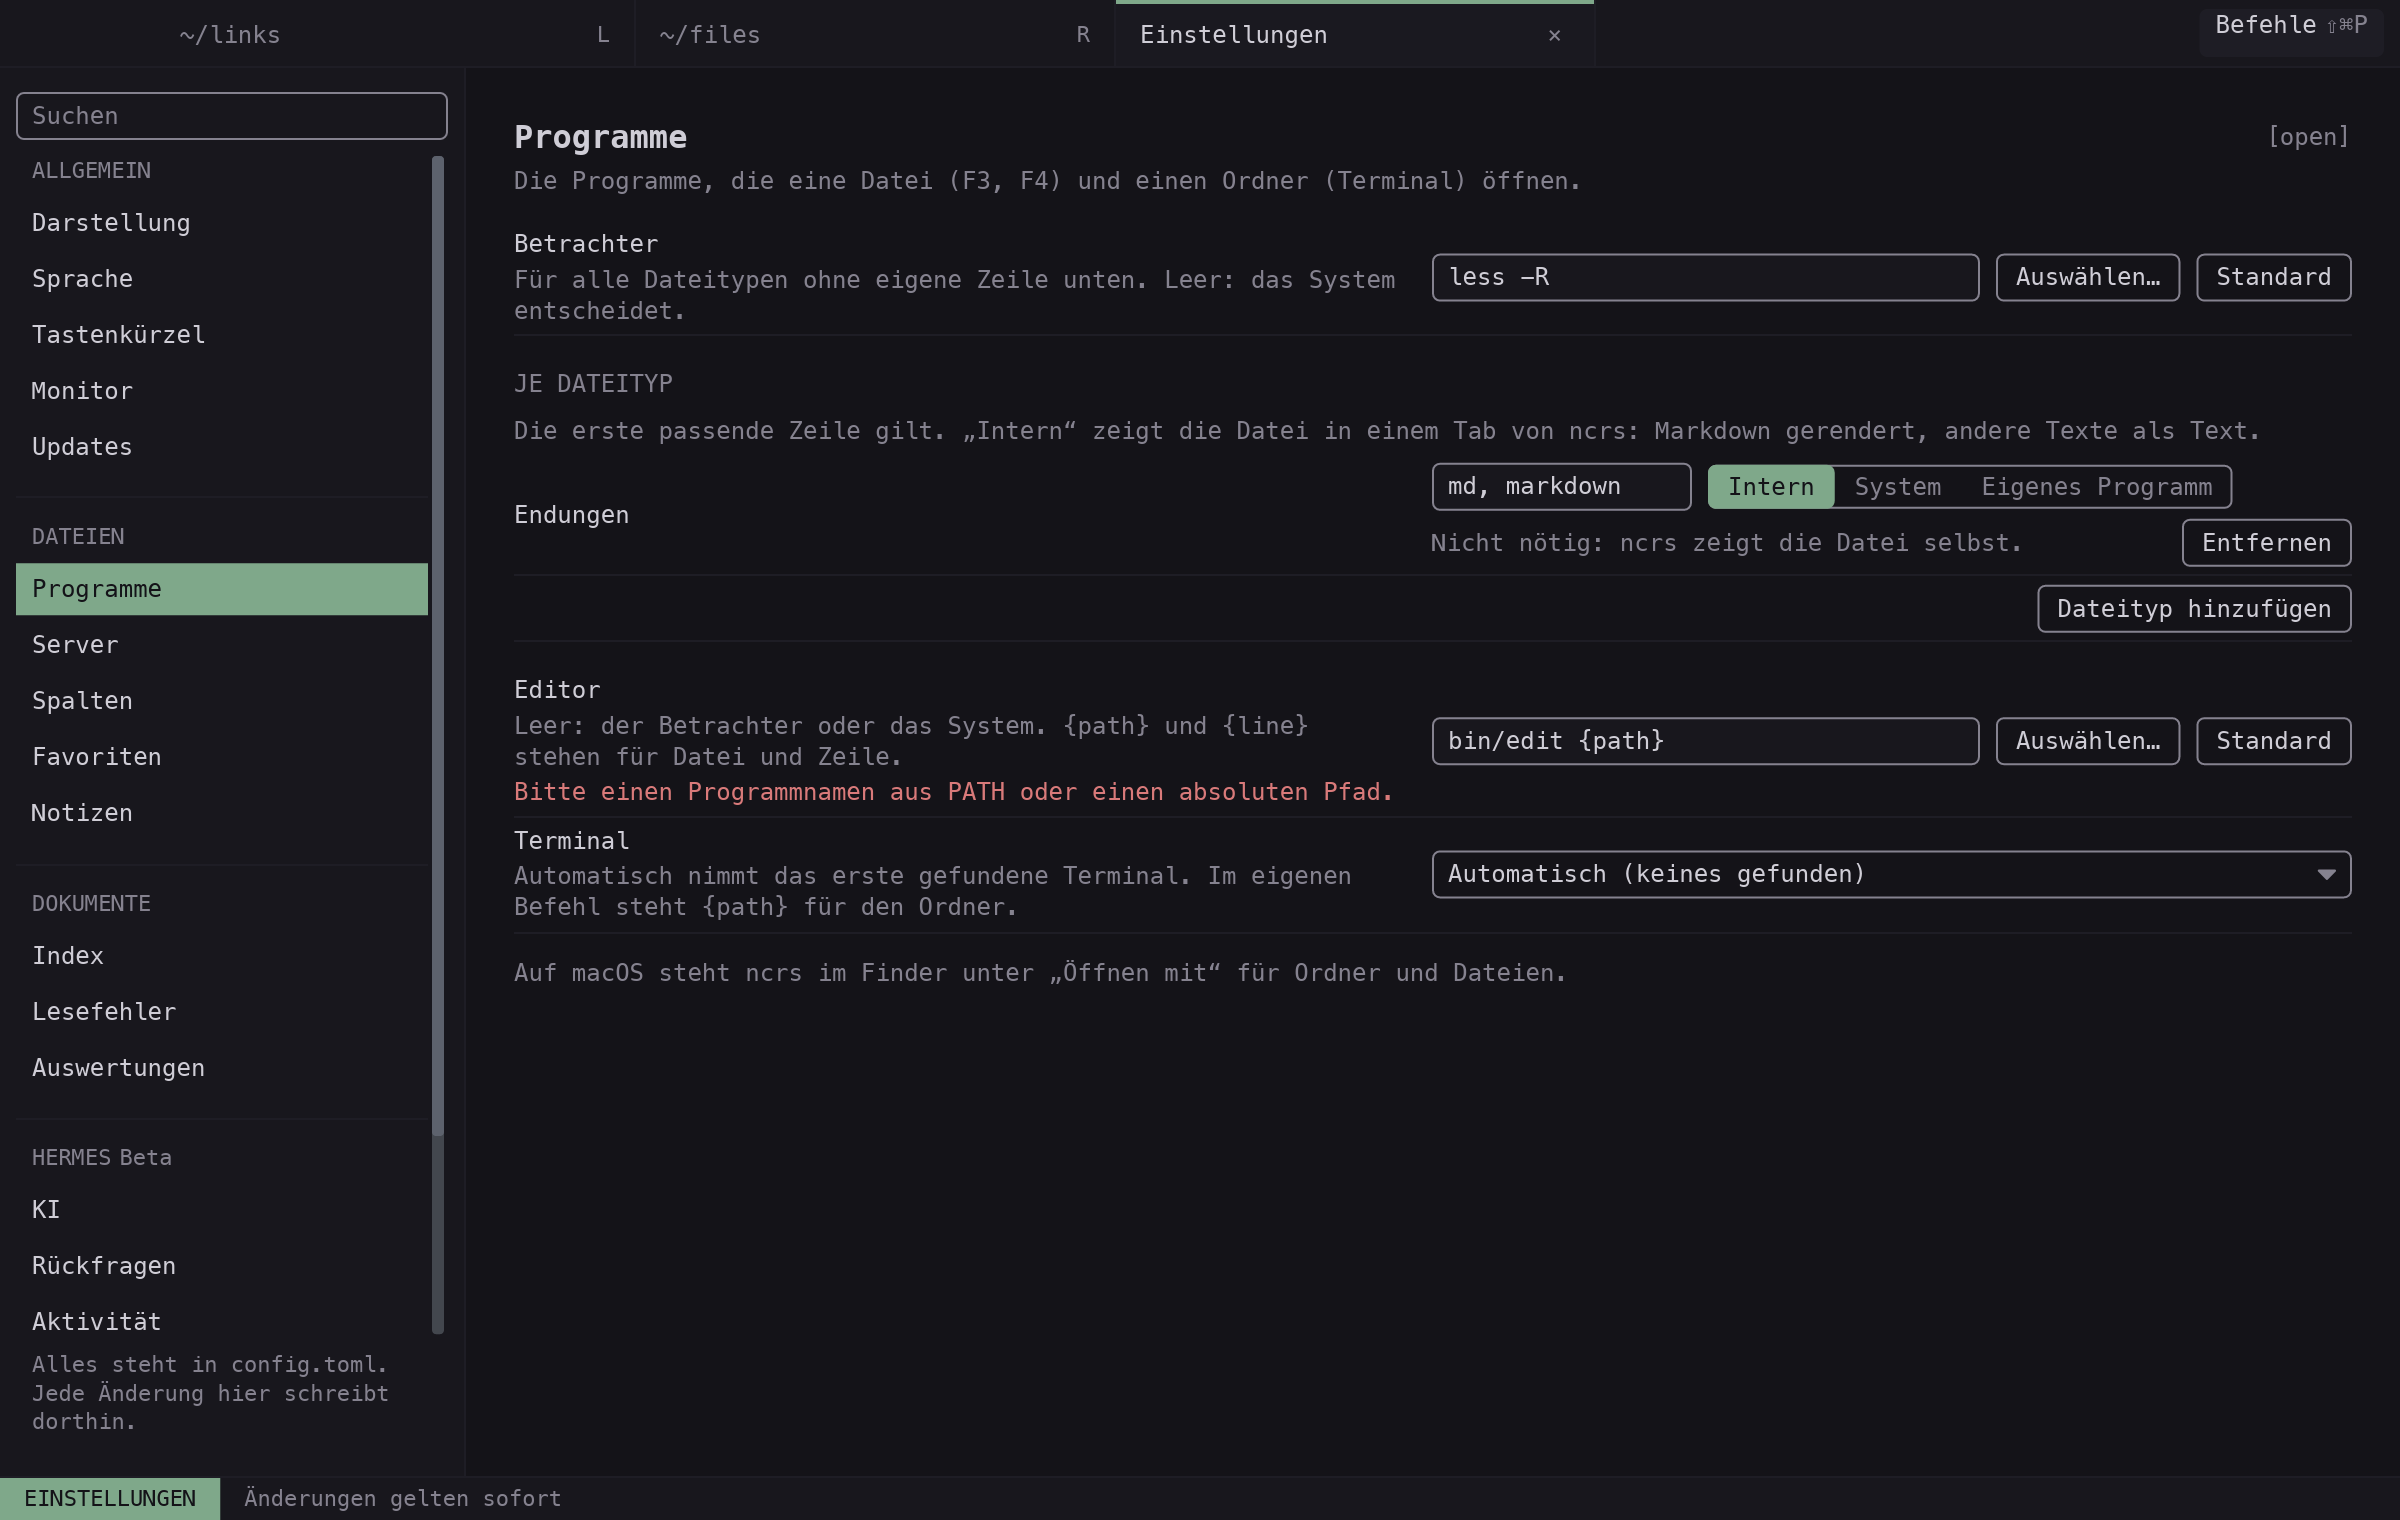 ~/links L ~/files R Einstellungen × Befehle ⇧⌘P
Suchen
ALLGEMEIN
Darstellung
Sprache
Tastenkürzel
Monitor
Updates
DATEIEN
Programme
Server
Spalten
Favoriten
Notizen
DOKUMENTE
Index
Lesefehler
Auswertungen
HERMES Beta
KI
Rückfragen
Aktivität
Alles steht in config.toml.
Jede Änderung hier schreibt
dorthin.
Programme [open]
Die Programme, die eine Datei (F3, F4) und einen Ordner (Terminal) öffnen.
Betrachter
Für alle Dateitypen ohne eigene Zeile unten. Leer: das System
entscheidet.
less -R Auswählen… Standard
JE DATEITYP
Die erste passende Zeile gilt. „Intern“ zeigt die Datei in einem Tab von ncrs: Markdown gerendert, andere Texte als Text.
Endungen
md, markdown Intern System Eigenes Programm
Nicht nötig: ncrs zeigt die Datei selbst. Entfernen
Dateityp hinzufügen
Editor
Leer: der Betrachter oder das System. {path} und {line}
stehen für Datei und Zeile.
Bitte einen Programmnamen aus PATH oder einen absoluten Pfad.
bin/edit {path} Auswählen… Standard
Terminal
Automatisch nimmt das erste gefundene Terminal. Im eigenen
Befehl steht {path} für den Ordner.
Automatisch (keines gefunden)
Auf macOS steht ncrs im Finder unter „Öffnen mit“ für Ordner und Dateien.
EINSTELLUNGEN Änderungen gelten sofort